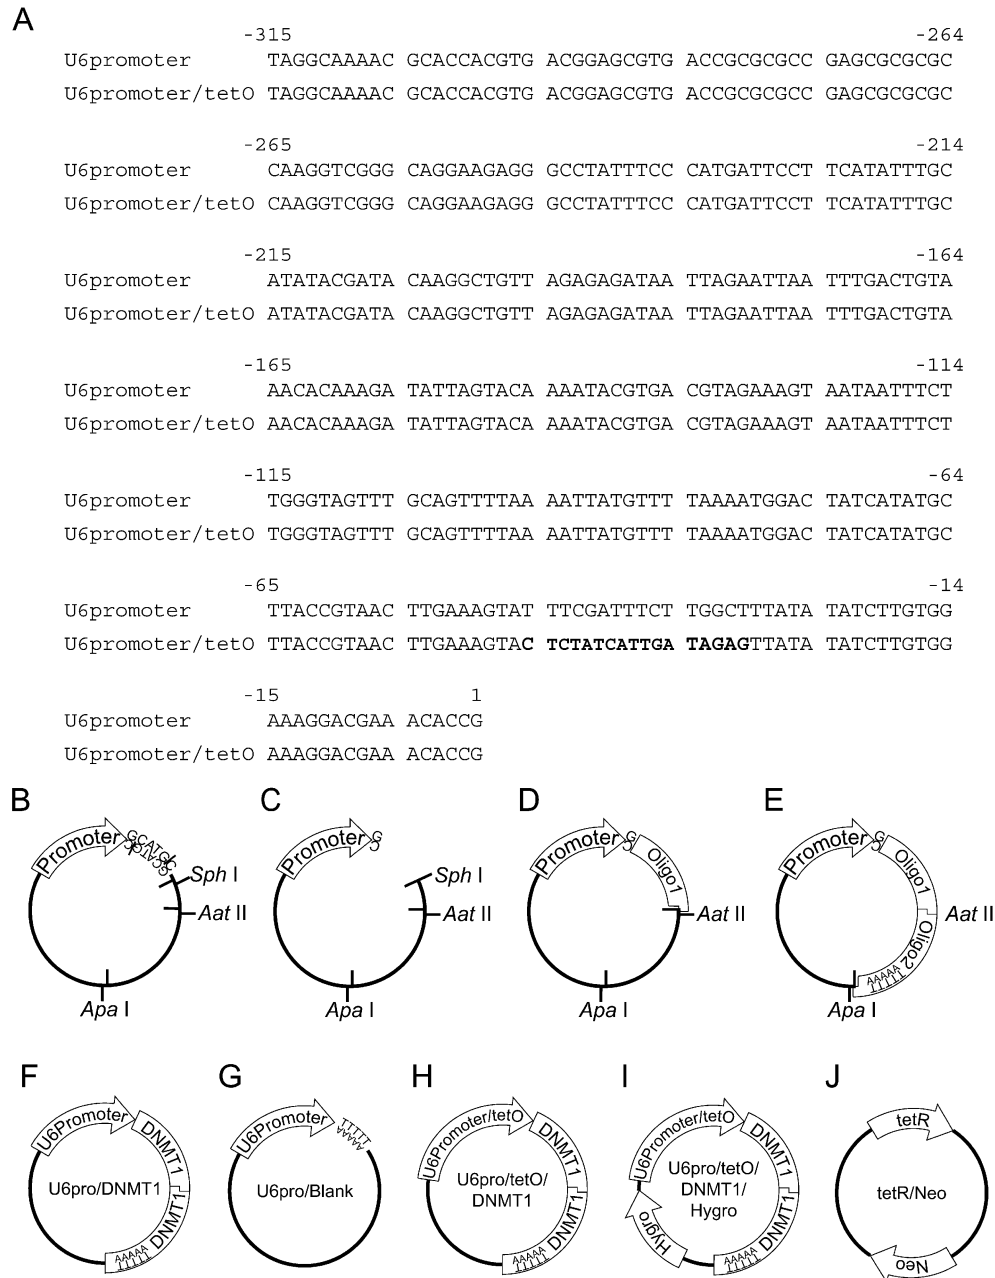 A
-315 -264
U6promoter TAGGCAAAAC GCACCACGTG ACGGAGCGTG ACCGCGCGCC GAGCGCGCGC
U6promoter/tetO TAGGCAAAAC GCACCACGTG ACGGAGCGTG ACCGCGCGCC GAGCGCGCGC
-265 -214
U6promoter CAAGGTCGGG CAGGAAGAGG GCCTATTTCC CATGATTCCT TCATATTTGC
U6promoter/tetO CAAGGTCGGG CAGGAAGAGG GCCTATTTCC CATGATTCCT TCATATTTGC
-215 -164
U6promoter ATATACGATA CAAGGCTGTT AGAGAGATAA TTAGAATTAA TTTGACTGTA
U6promoter/tetO ATATACGATA CAAGGCTGTT AGAGAGATAA TTAGAATTAA TTTGACTGTA
-165 -114
U6promoter AACACAAAGA TATTAGTACA AAATACGTGA CGTAGAAAGT AATAATTTCT
U6promoter/tetO AACACAAAGA TATTAGTACA AAATACGTGA CGTAGAAAGT AATAATTTCT
-115 -64
U6promoter TGGGTAGTTT GCAGTTTTAA AATTATGTTT TAAAATGGAC TATCATATGC
U6promoter/tetO TGGGTAGTTT GCAGTTTTAA AATTATGTTT TAAAATGGAC TATCATATGC
-65 -14
U6promoter TTACCGTAAC TTGAAAGTAT TTCGATTTCT TGGCTTTATA TATCTTGTGG
U6promoter/tetO TTACCGTAAC TTGAAAGTAC TCTATCATTGA TAGAGTTATA TATCTTGTGG
-15 1
U6promoter AAAGGACGAA ACACCG
U6promoter/tetO AAAGGACGAA ACACCG
B
Promoter
GCATGC
Sph I
Aat II
Apa I
C
Promoter
G
C
Sph I
Aat II
Apa I
D
Promoter
G
C
Oligo1
Aat II
Apa I
E
Promoter
G
C
Oligo1
Aat II
Oligo2
AAAAA
TTTTT
Apa I
F
U6Promoter
DNMT1
DNMT1
AAAAA
TTTTT
U6pro/DNMT1
G
U6Promoter
TTTTT
AAAAA
U6pro/Blank
H
U6Promoter/tetO
DNMT1
DNMT1
AAAAA
TTTTT
U6pro/tetO/
DNMT1
I
U6Promoter/tetO
DNMT1
DNMT1
AAAAA
TTTTT
Hygro
U6pro/tetO/
DNMT1/
Hygro
J
tetR
tetR/Neo
Neo